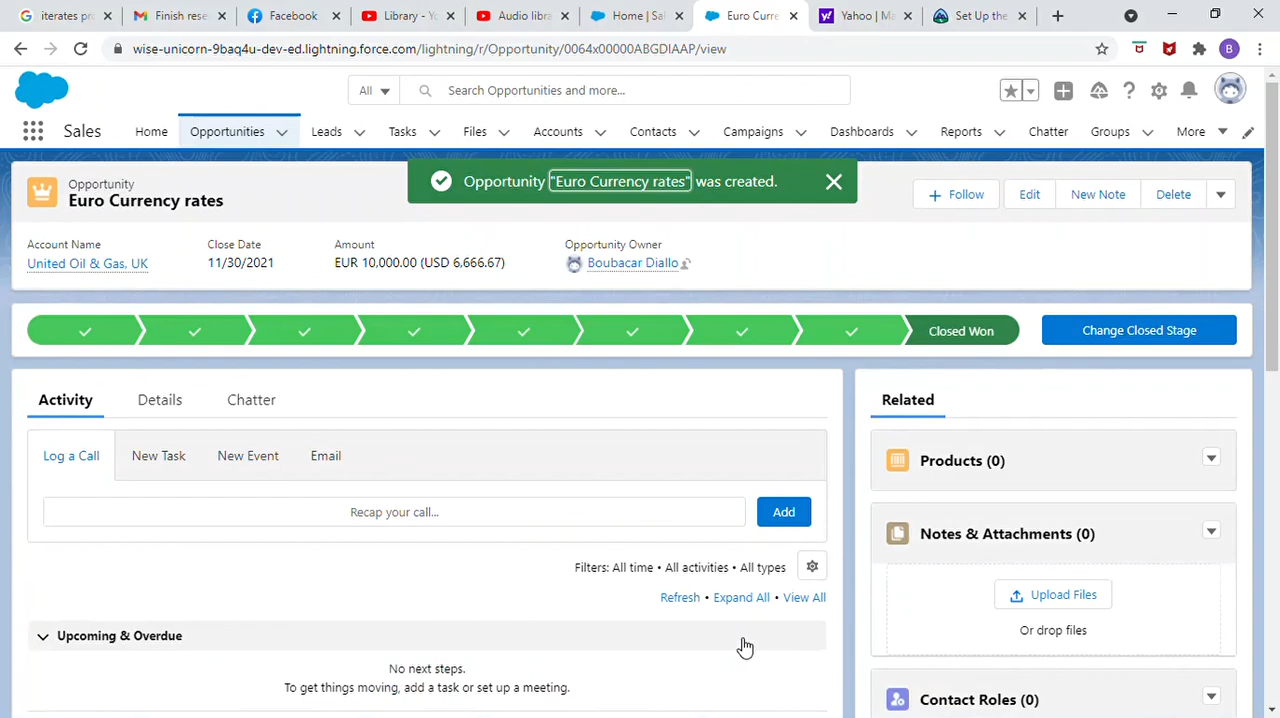 iterates pr
Finish rese
Facebook
Library - Yo
Audio libra
Home | Sal
Euro Curre
Yahoo | Ma
Set Up the
wise-unicorn-9baq4u-dev-ed.lightning.force.com/lightning/r/Opportunity/0064x00000ABGDIAAP/view
B
All
Search Opportunities and more...
Sales
Home
Opportunities
Leads
Tasks
Files
Accounts
Contacts
Campaigns
Dashboards
Reports
Chatter
Groups
More
Opportunity "Euro Currency rates" was created.
Opportunity
Euro Currency rates
Follow
Edit
New Note
Delete
Account Name
United Oil & Gas, UK
Close Date
11/30/2021
Amount
EUR 10,000.00 (USD 6,666.67)
Opportunity Owner
Boubacar Diallo
Closed Won
Change Closed Stage
Activity
Details
Chatter
Log a Call
New Task
New Event
Email
Recap your call...
Add
Filters: All time • All activities • All types
Refresh • Expand All • View All
Upcoming & Overdue
No next steps.
To get things moving, add a task or set up a meeting.
Related
Products (0)
Notes & Attachments (0)
Upload Files
Or drop files
Contact Roles (0)